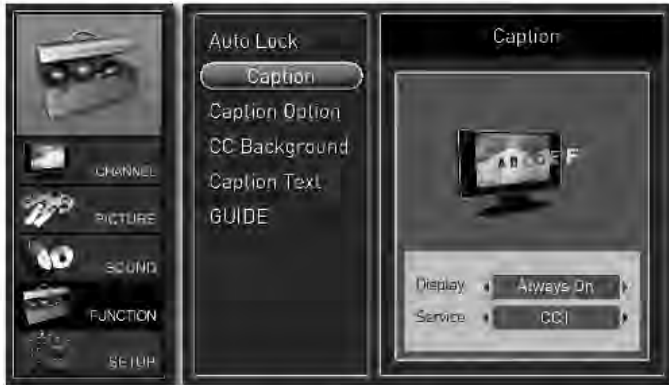 CHANNEL
PICTURE
SOUND
FUNCTION
SETUP
Auto Lock
Caption
Caption Option
CC Background
Caption Text
GUIDE
Caption
A B C D E F
Display Always On
Service CC1